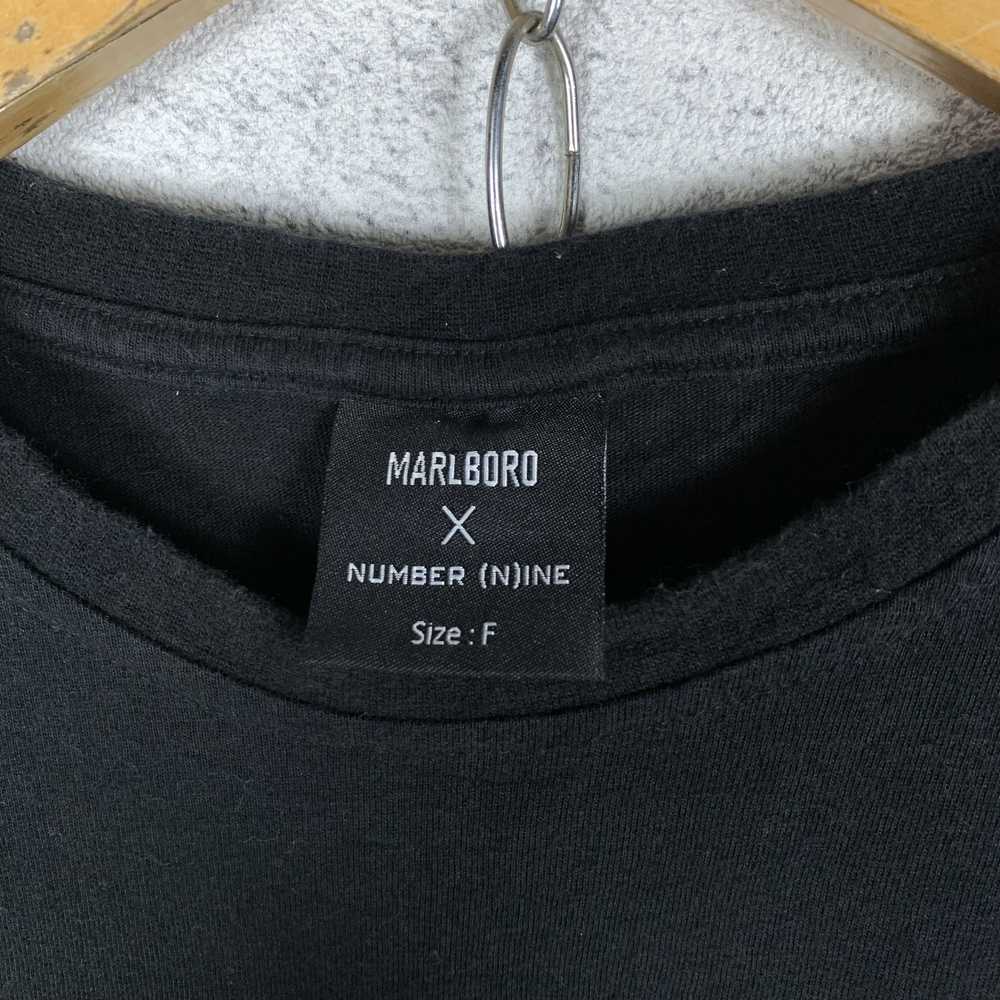 MARLBORO
X
NUMBER (N)INE
Size : F